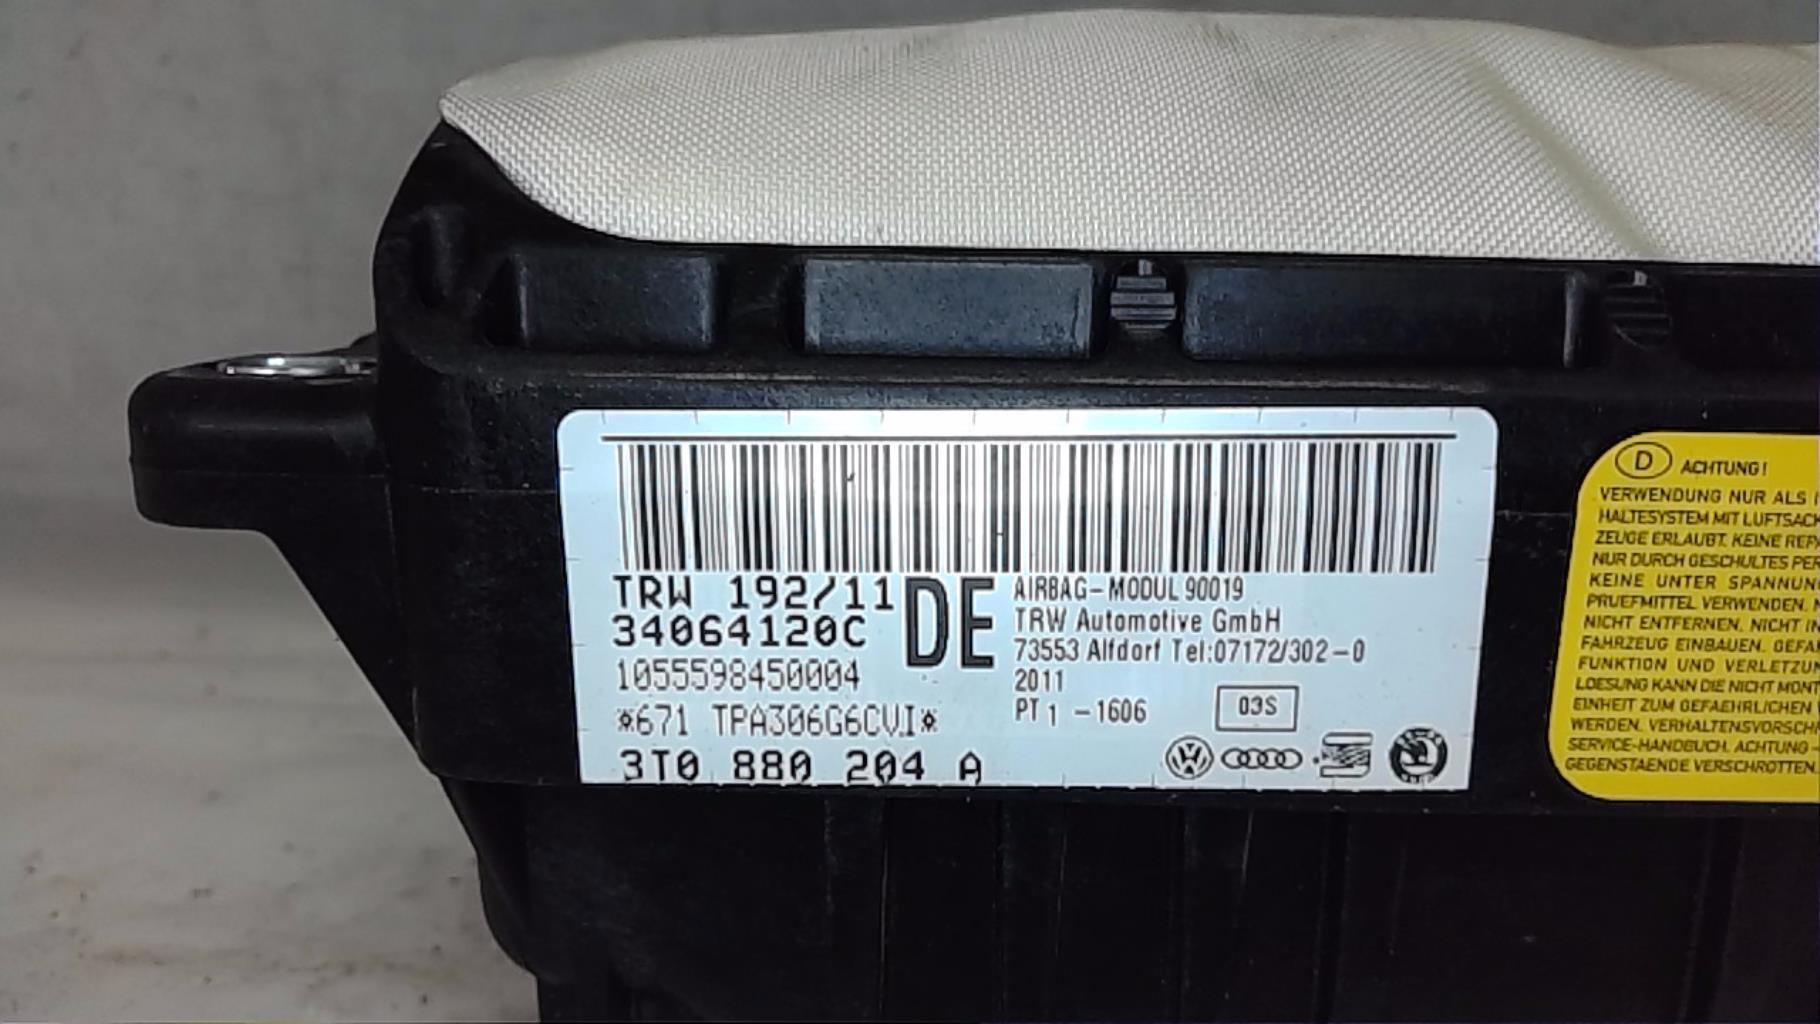 TRW 192/11
34064120C
1055598450004
*671 TPA306G6CVI*
3T0 880 204 A
DE
AIRBAG-MODUL 90019
TRW Automotive GmbH
73553 Alfdorf Tel:07172/302-0
2011
PT 1 -1606
03S
D ACHTUNG!
VERWENDUNG NUR ALS
HALTESYSTEM MIT LUFTSACK
ZEUGE ERLAUBT. KEINE
NUR DURCH GESCHULTES
KEINE UNTER
PRUEFMITTEL VERWENDEN.
NICHT ENTFERNEN. NICHT IN
FAHRZEUG EINBAUEN.
FUNKTION UND
LOESUNG KANN DIE NICHT
EINHEIT ZUM GEFAEHRLICHEN
WERDEN.
SERVICE-HANDBUCH. ACHTUNG
GEGENSTAENDE VERSCHROTTEN.